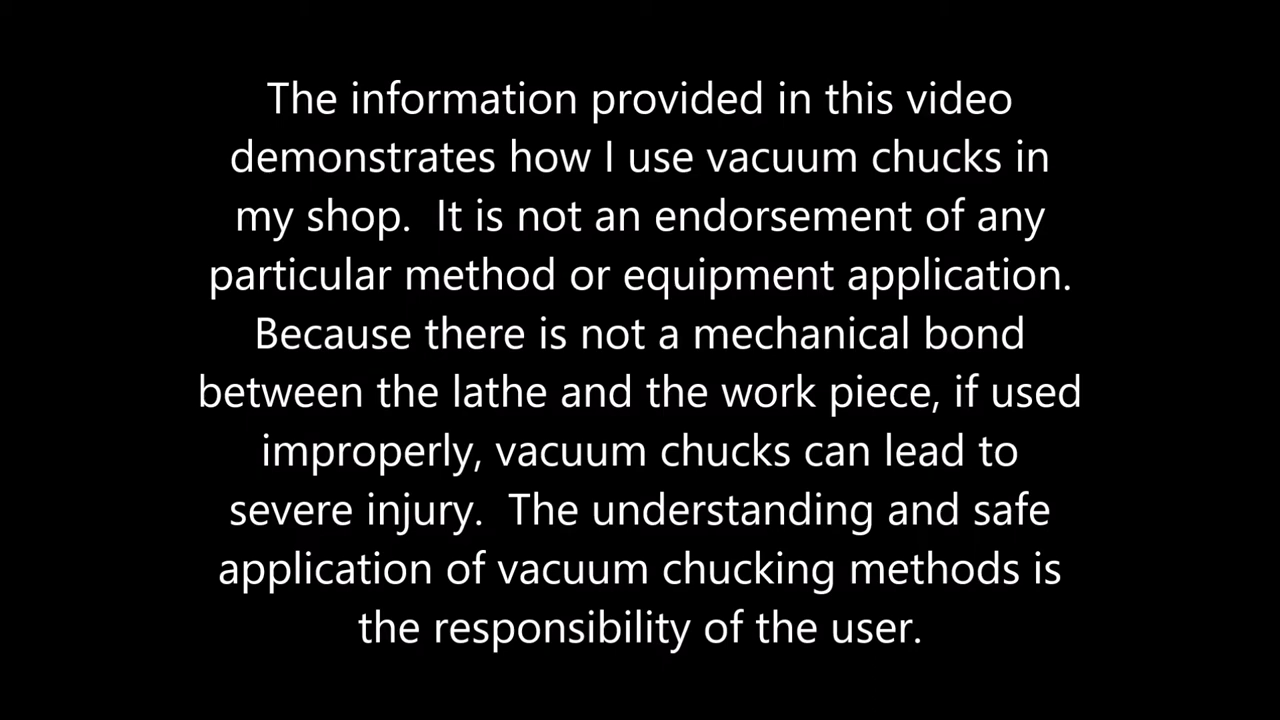 The information provided in this video
demonstrates how I use vacuum chucks in
my shop.  It is not an endorsement of any
particular method or equipment application.
Because there is not a mechanical bond
between the lathe and the work piece, if used
improperly, vacuum chucks can lead to
severe injury.  The understanding and safe
application of vacuum chucking methods is
the responsibility of the user.